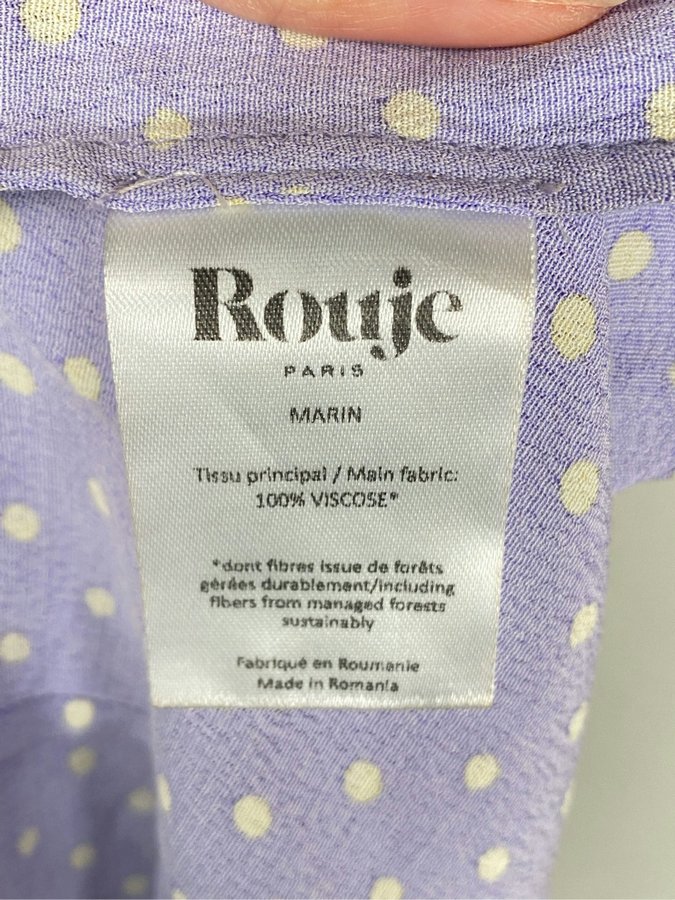 Rouje
PARIS
MARIN
Tissu principal / Main fabric:
100% VISCOSE*
*dont fibres issue de forêts
gérées durablement/including
fibers from managed forests
sustainably
Fabriqué en Roumanie
Made in Romania